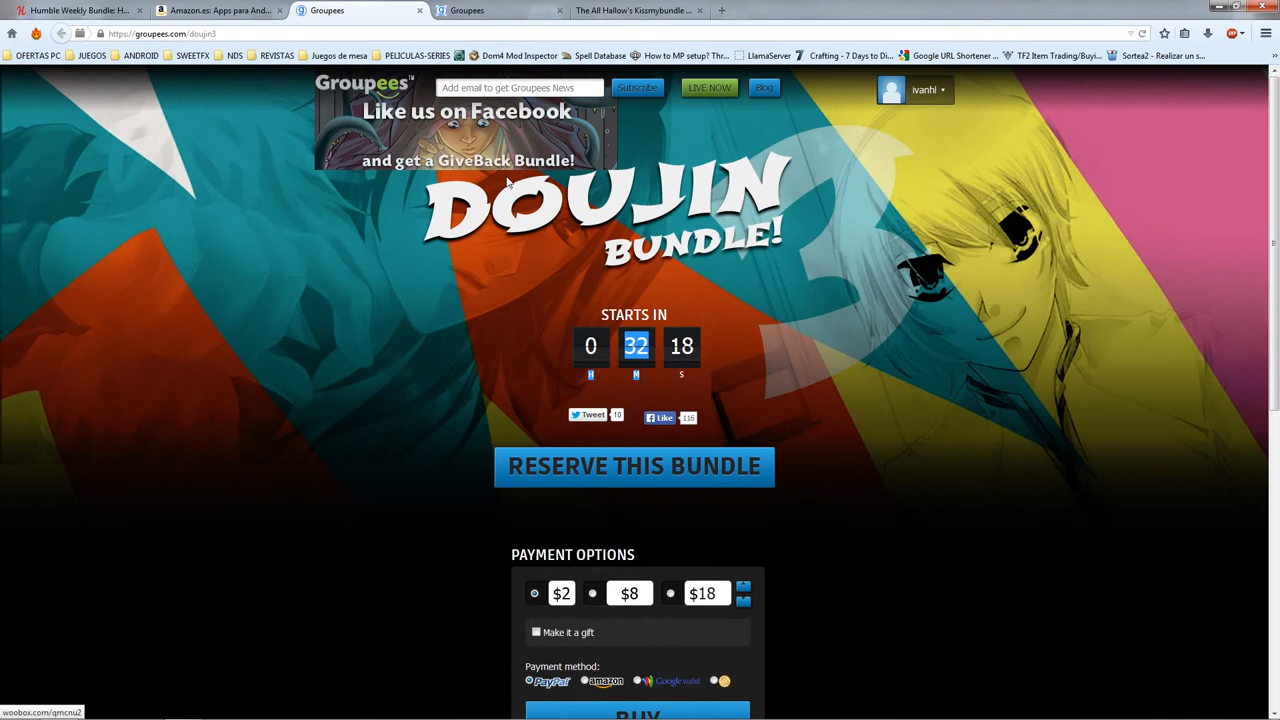 Humble Weekly Bundle: H...
Amazon.es: Apps para And...
Groupees
Groupees
The All Hallow's Kissmybundle ...
https://groupees.com/doujin3
OFERTAS PC
JUEGOS
ANDROID
SWEETFX
NDS
REVISTAS
Juegos de mesa
PELICULAS-SERIES
Dom4 Mod Inspector
Spell Database
How to MP setup? Thr...
LlamaServer
Crafting - 7 Days to Di...
Google URL Shortener ...
TF2 Item Trading/Buyi...
Sortea2 - Realizar un s...
Groupees™
Add email to get Groupees News
Subscribe
LIVE NOW
Blog
ivanhl
Like us on Facebook
and get a GiveBack Bundle!
DOUJIN
BUNDLE!
3
STARTS IN
0 32 18
H M S
Tweet 10
Like 116
RESERVE THIS BUNDLE
PAYMENT OPTIONS
$2 $8 $18
Make it a gift
Payment method:
PayPal amazon Google wallet
BUY
woobox.com/qmcnu2